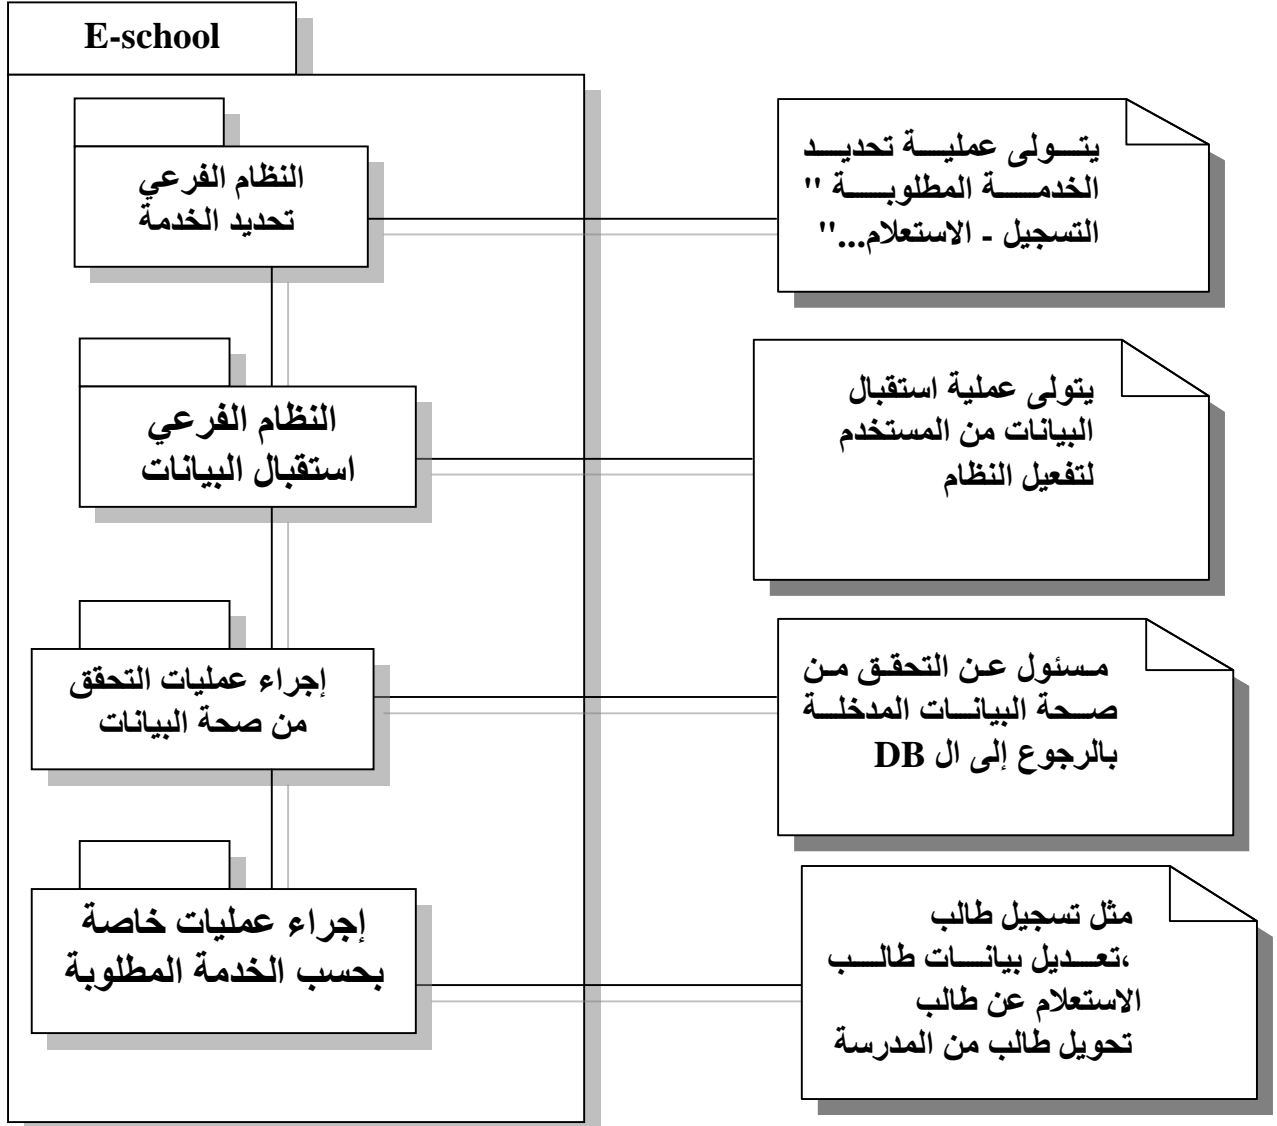 E-school
النظام الفرعي
تحديد الخدمة
يتولى عملية تحديد
الخدمة المطلوبة "
التسجيل - الاستعلام..."
النظام الفرعي
استقبال البيانات
يتولى عملية استقبال
البيانات من المستخدم
لتفعيل النظام
إجراء عمليات التحقق
من صحة البيانات
مسئول عن التحقق من
صحة البيانات المدخلة
بالرجوع إلى ال DB
إجراء عمليات خاصة
بحسب الخدمة المطلوبة
مثل تسجيل طالب
،تعديل بيانات طالب
الاستعلام عن طالب
تحويل طالب من المدرسة